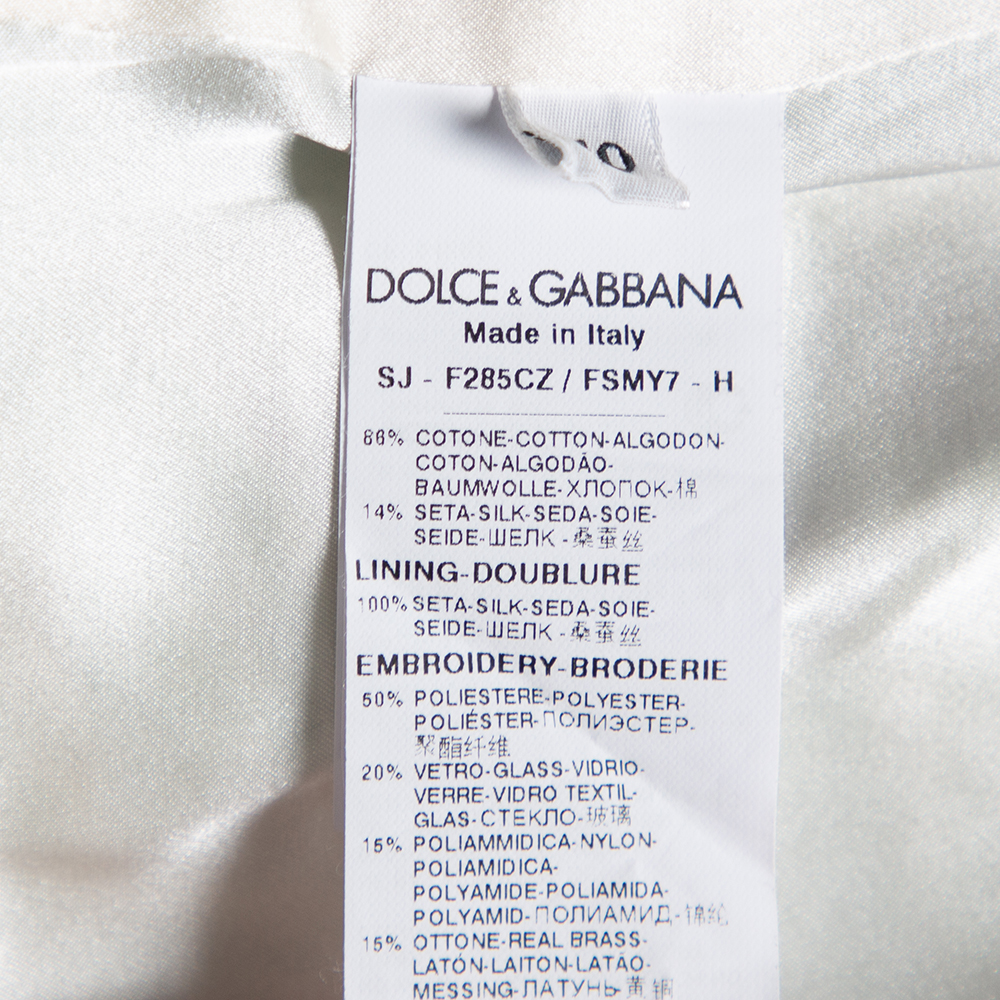 DOLCE & GABBANA
Made in Italy
SJ - F285CZ / FSMY7 - H
86% COTONE-COTTON-ALGODON-
COTON-ALGODÃO-
BAUMWOLLE-ХЛОПОК-棉
14% SETA-SILK-SEDA-SOIE-
SEIDE-ШЕЛК -桑蚕丝
LINING-DOUBLURE
100% SETA-SILK-SEDA-SOIE-
SEIDE-ШЕЛК -桑蚕丝
EMBROIDERY-BRODERIE
50% POLIESTERE-POLYESTER-
POLIÉSTER-ПОЛИЭСТЕР-
聚酯纤维
20% VETRO-GLASS-VIDRIO-
VERRE-VIDRO TEXTIL-
GLAS-СТЕКЛО-玻璃
15% POLIAMMIDICA-NYLON-
POLIAMIDICA-
POLYAMIDE-POLIAMIDA-
POLYAMID-ПОЛИАМИД-锦纶
15% OTTONE-REAL BRASS-
LATÓN-LAITON-LATÃO-
MESSING-ЛАТУНЬ-黄铜